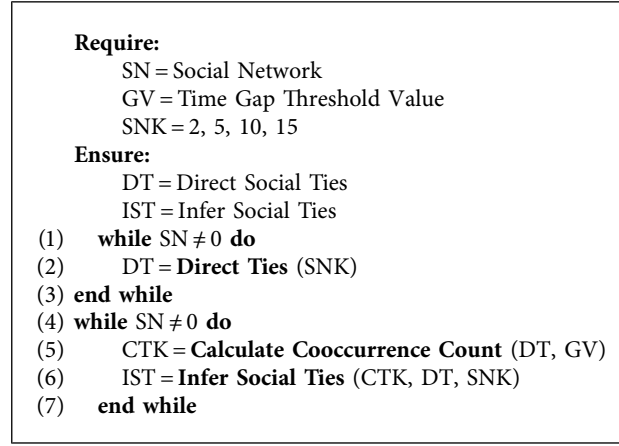 Require:
SN = Social Network
GV = Time Gap Threshold Value
SNK = 2, 5, 10, 15
Ensure:
DT = Direct Social Ties
IST = Infer Social Ties
(1) while SN ≠ 0 do
(2) DT = Direct Ties (SNK)
(3) end while
(4) while SN ≠ 0 do
(5) CTK = Calculate Cooccurrence Count (DT, GV)
(6) IST = Infer Social Ties (CTK, DT, SNK)
(7) end while